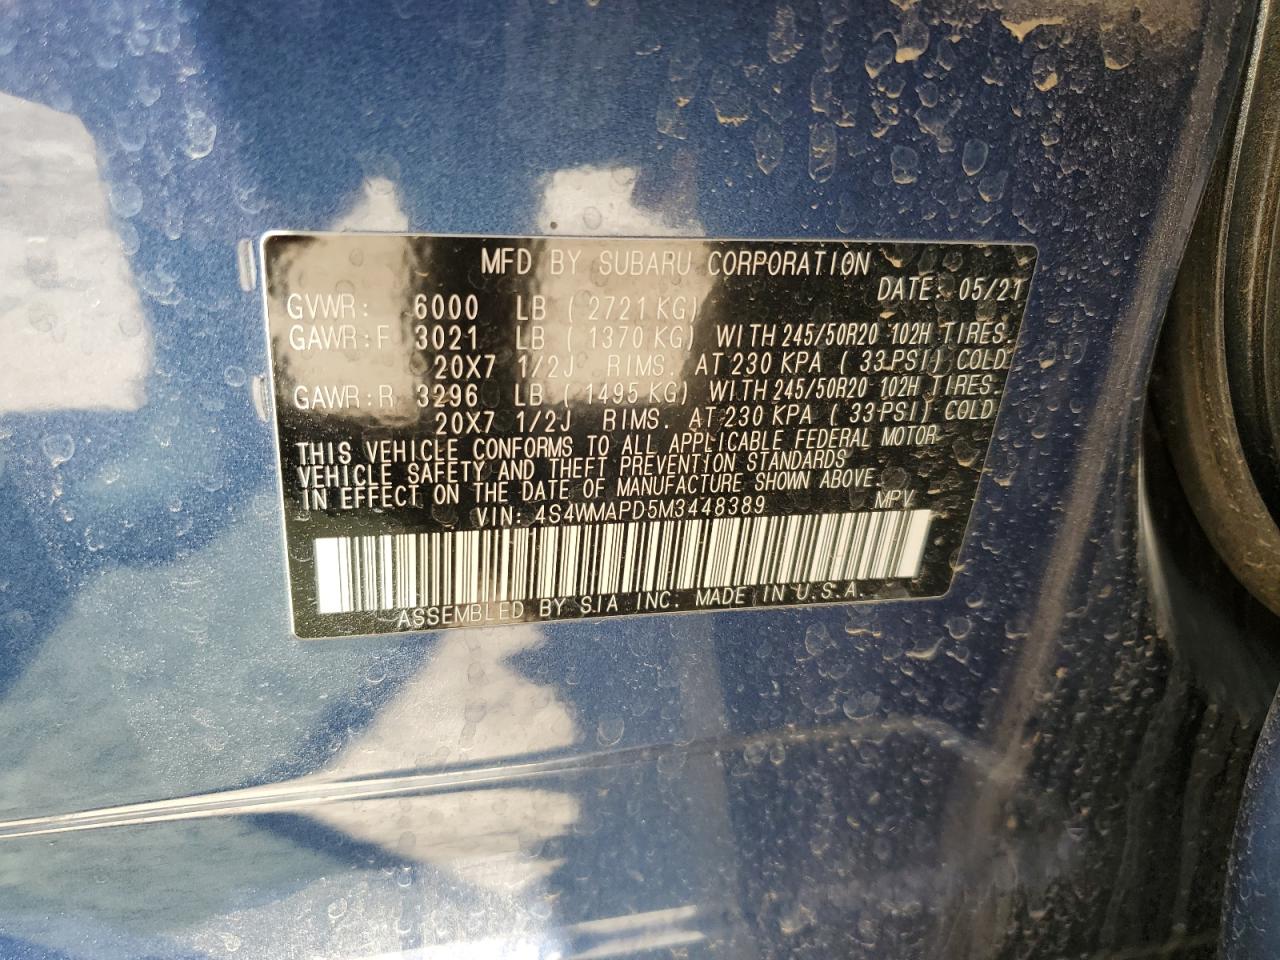 MFD BY SUBARU CORPORATION
DATE: 05/21
GVWR: 6000 LB ( 2721 KG)
GAWR:F 3021 LB ( 1370 KG) WITH 245/50R20 102H TIRES.
20X7 1/2J RIMS. AT 230 KPA ( 33 PSI) COLD
GAWR:R 3296 LB ( 1495 KG) WITH 245/50R20 102H TIRES.
20X7 1/2J RIMS. AT 230 KPA ( 33 PSI) COLD
THIS VEHICLE CONFORMS TO ALL APPLICABLE FEDERAL MOTOR
VEHICLE SAFETY AND THEFT PREVENTION STANDARDS
IN EFFECT ON THE DATE OF MANUFACTURE SHOWN ABOVE.
VIN: 4S4WMAPD5M3448389 MPV
ASSEMBLED BY S.I.A INC. MADE IN U.S.A.